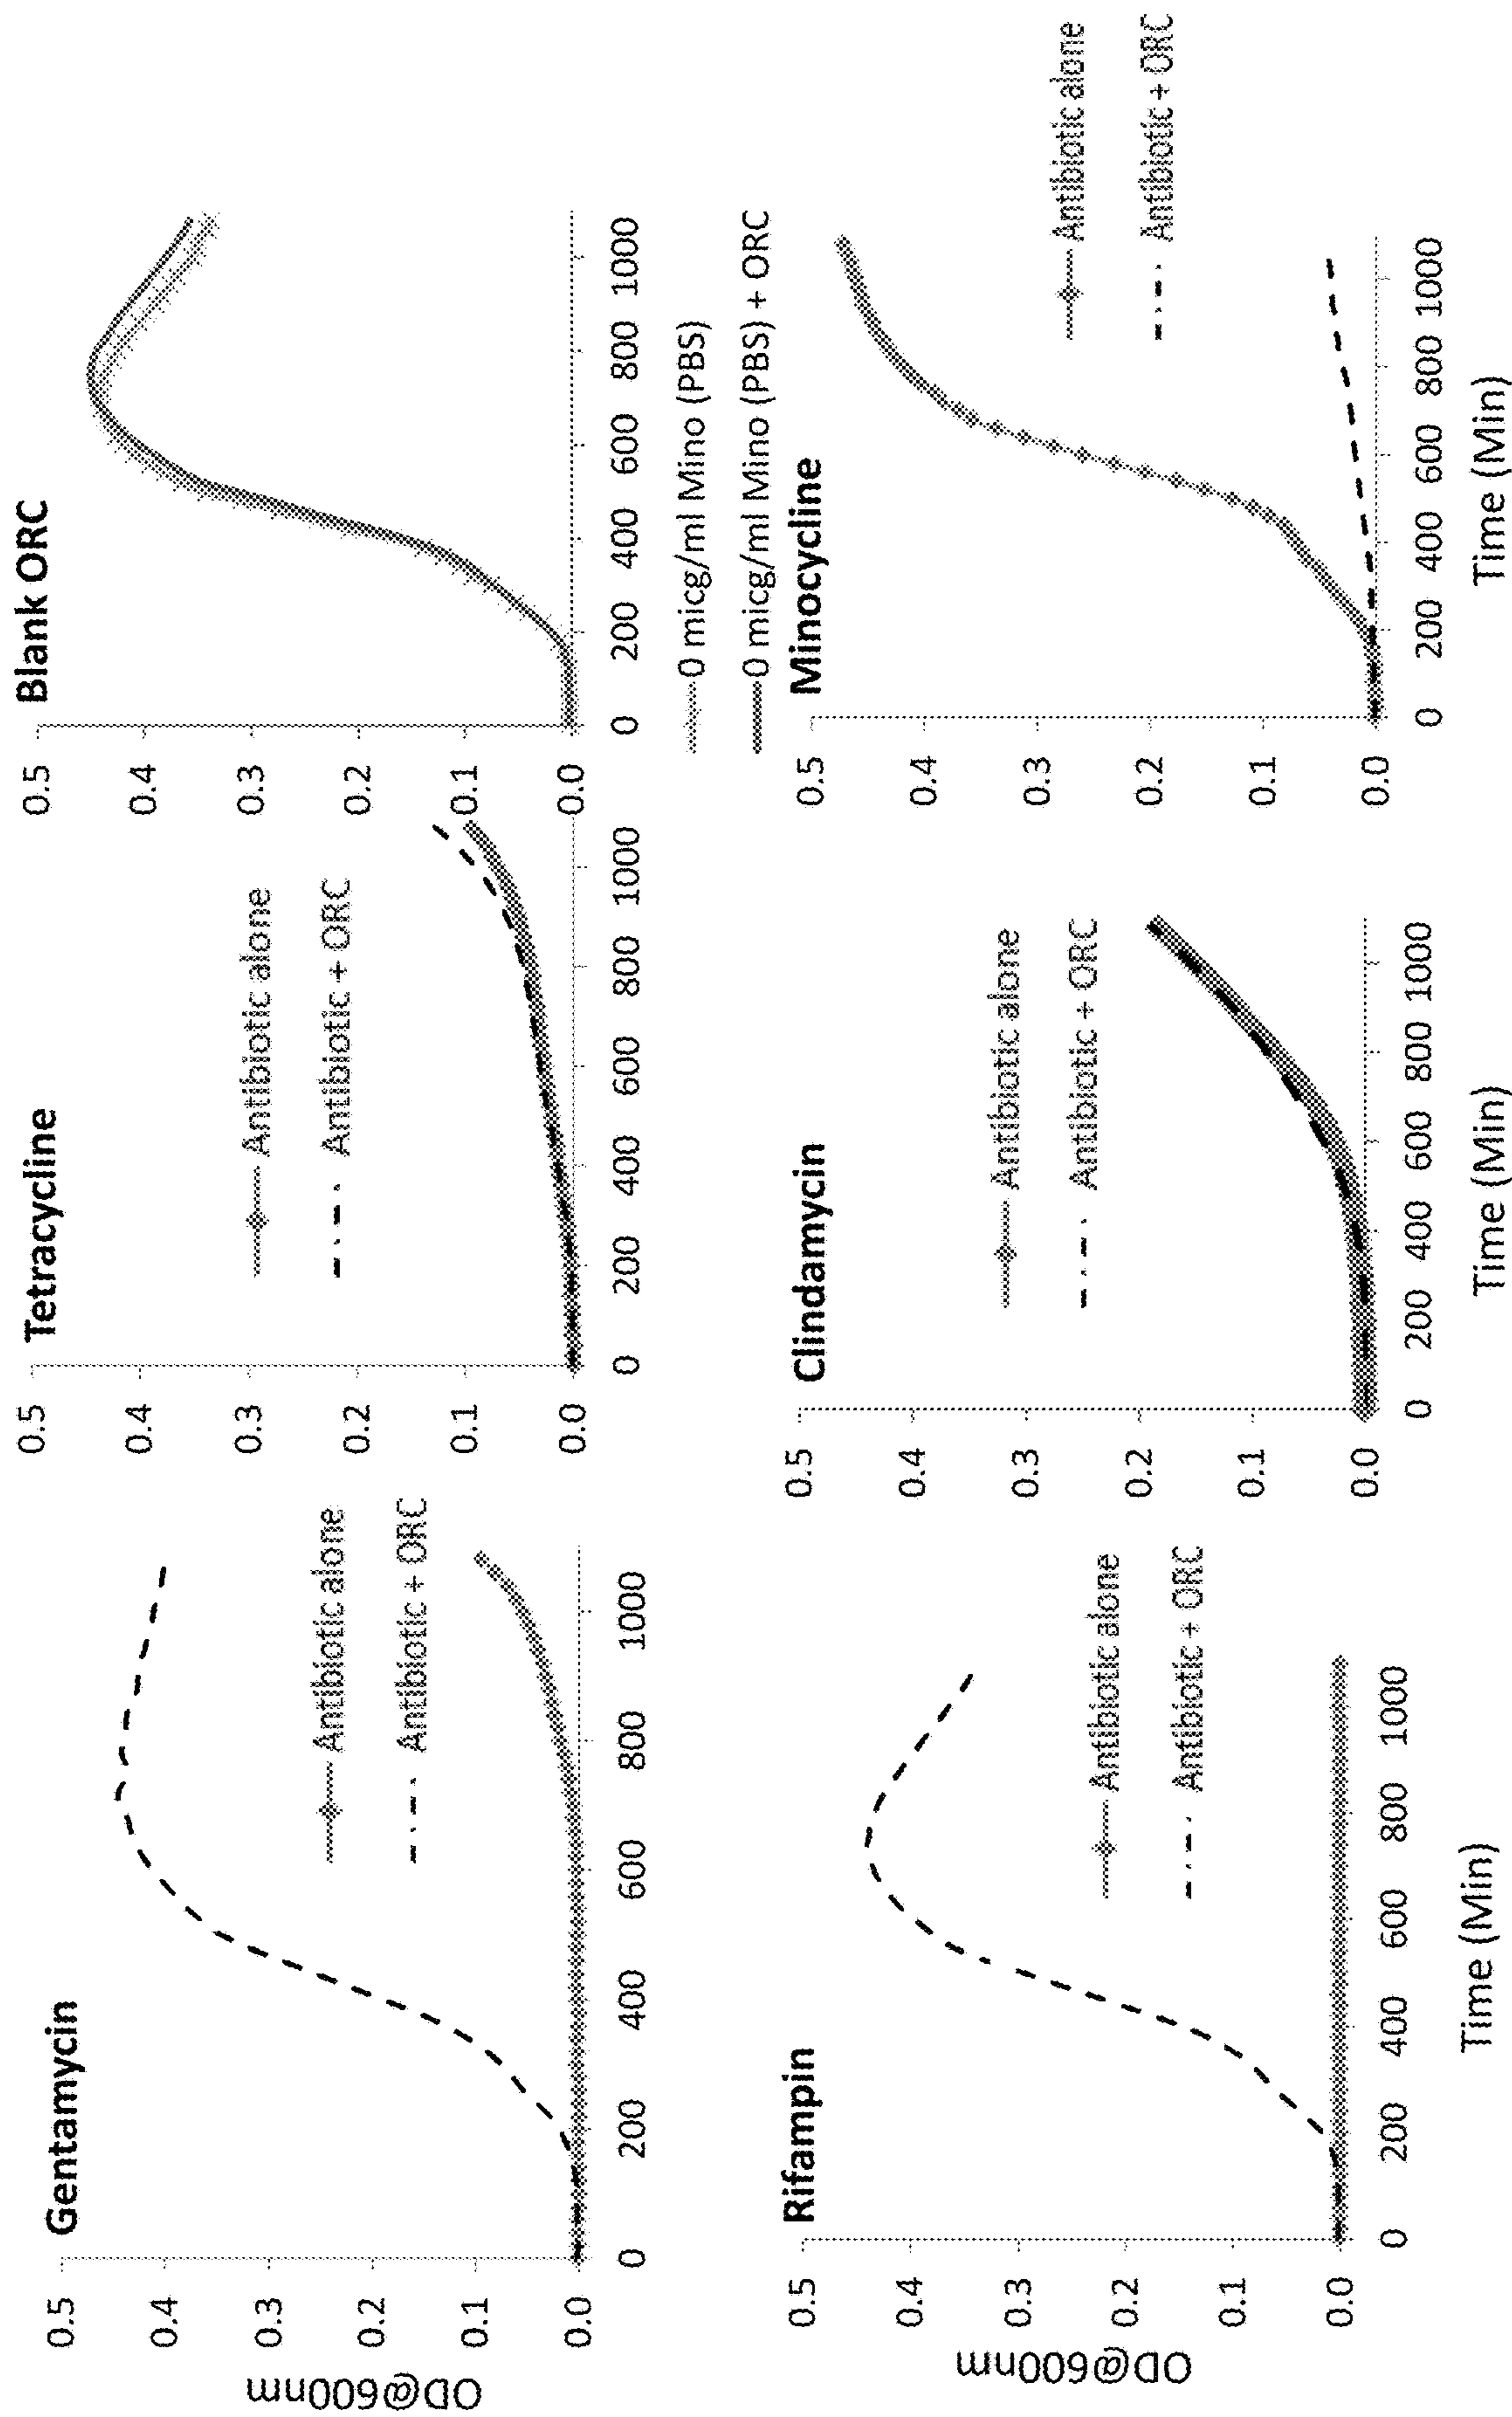 Gentamycin
OD@600nm
0.5
0.4
0.3
0.2
0.1
0.0
0 200 400 600 800 1000
Antibiotic alone
Antibiotic + ORC
Tetracycline
0.5
0.4
0.3
0.2
0.1
0.0
0 200 400 600 800 1000
Antibiotic alone
Antibiotic + ORC
Blank ORC
0.5
0.4
0.3
0.2
0.1
0.0
0 200 400 600 800 1000
0 micg/ml Mino (PBS)
0 micg/ml Mino (PBS) + ORC
Rifampin
OD@600nm
0.5
0.4
0.3
0.2
0.1
0.0
0 200 400 600 800 1000
Time (Min)
Antibiotic alone
Antibiotic + ORC
Clindamycin
0.5
0.4
0.3
0.2
0.1
0.0
0 200 400 600 800 1000
Time (Min)
Antibiotic alone
Antibiotic + ORC
Minocycline
0.5
0.4
0.3
0.2
0.1
0.0
0 200 400 600 800 1000
Time (Min)
Antibiotic alone
Antibiotic + ORC